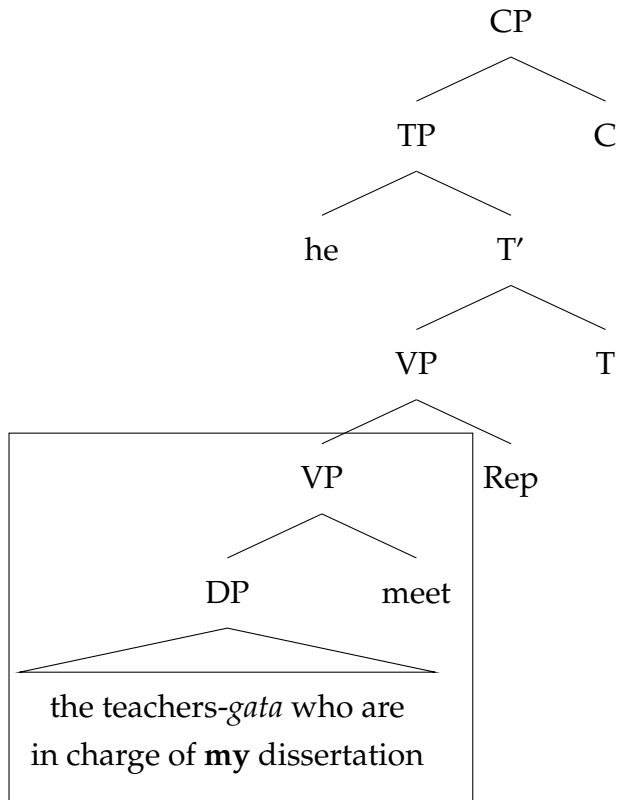 CP
TP C
he T′
VP T
VP Rep
DP meet
the teachers-gata who are
in charge of my dissertation